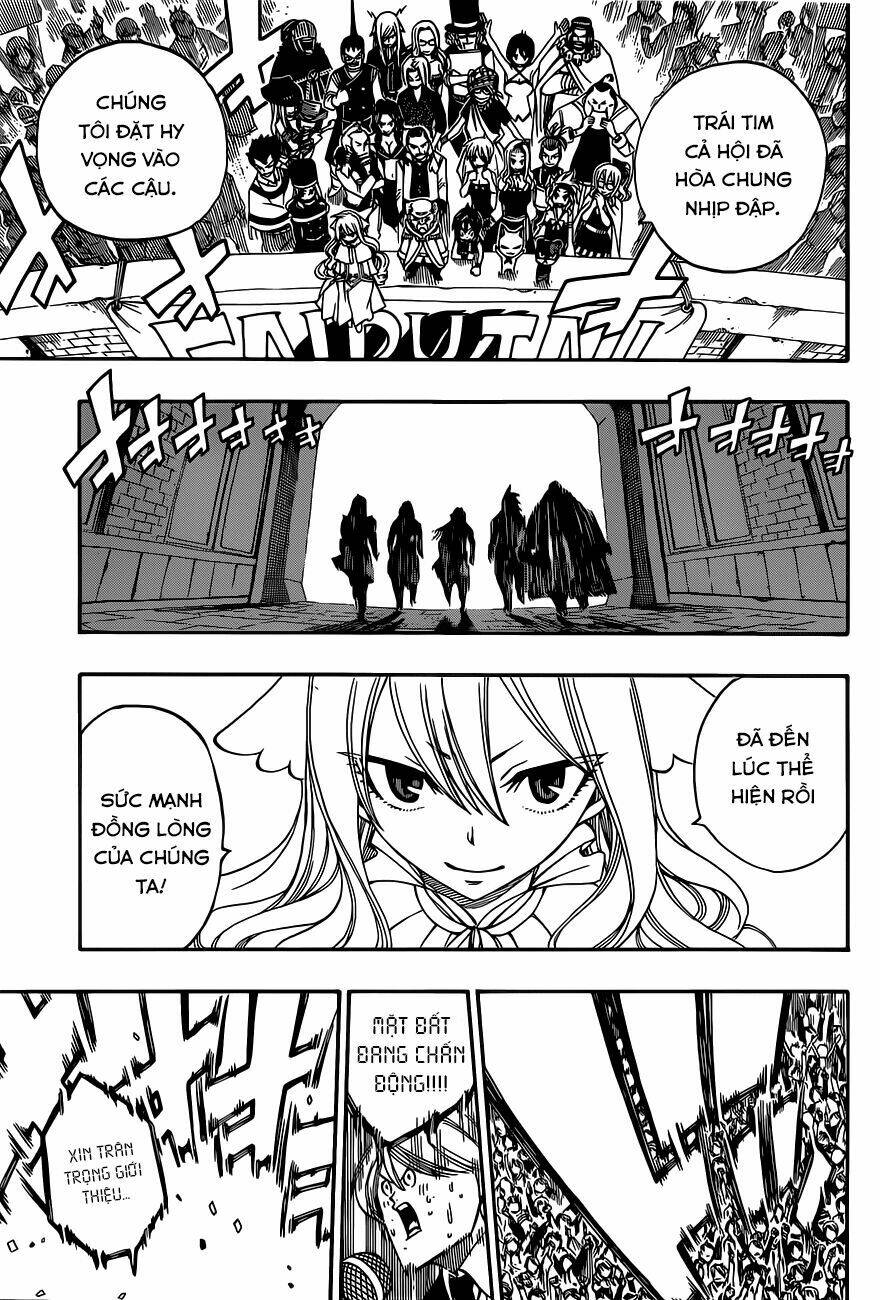 TRÁI TIM
CẢ HỘI ĐÃ
HÒA CHUNG
NHỊP ĐẬP.
CHÚNG
TÔI ĐẶT HY
VỌNG VÀO
CÁC CẬU.
ĐÃ ĐẾN
LÚC THỂ
HIỆN RỒI
SỨC MẠNH
ĐỒNG LÒNG
CỦA CHÚNG
TA!
MẶT ĐẤT
ĐANG CHẤN
ĐỘNG!!!!
XIN TRÂN
TRỌNG GIỚI
THIỆU...